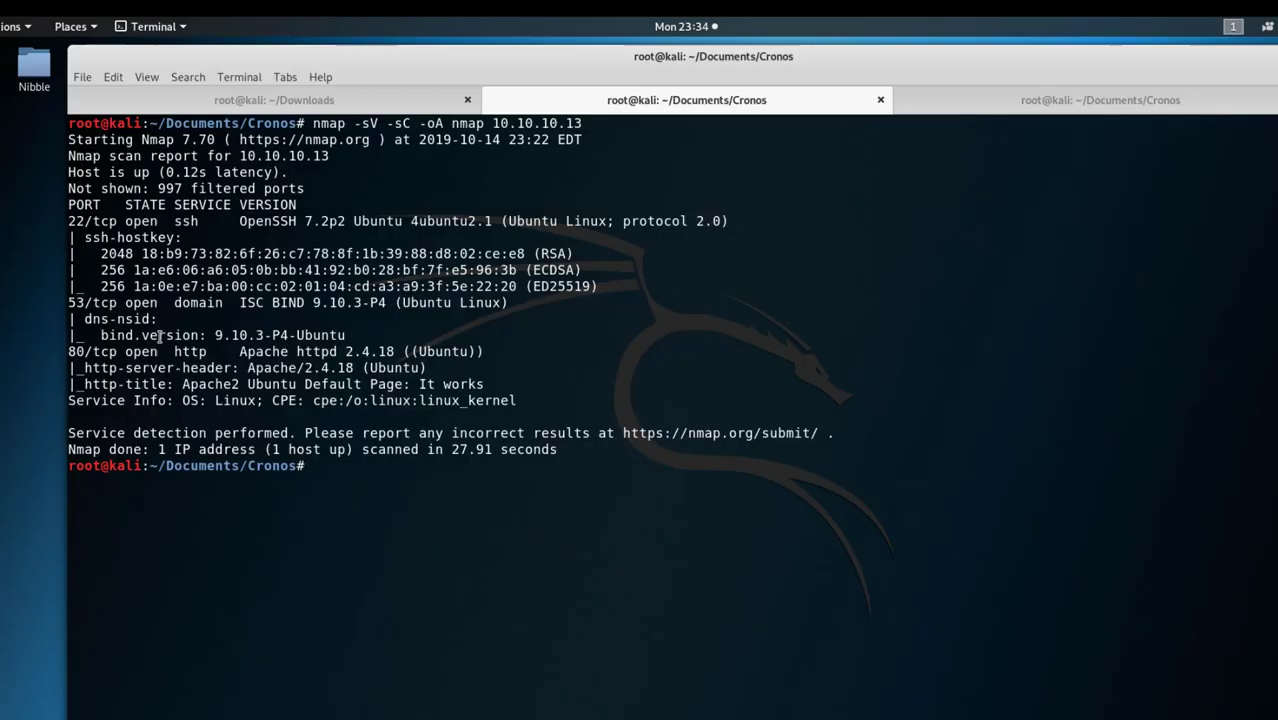 ions Places Terminal Mon 23:34 1
root@kali: ~/Documents/Cronos
Nibble
File Edit View Search Terminal Tabs Help
root@kali: ~/Downloads × root@kali: ~/Documents/Cronos × root@kali: ~/Documents/Cronos
root@kali:~/Documents/Cronos# nmap -sV -sC -oA nmap 10.10.10.13
Starting Nmap 7.70 ( https://nmap.org ) at 2019-10-14 23:22 EDT
Nmap scan report for 10.10.10.13
Host is up (0.12s latency).
Not shown: 997 filtered ports
PORT   STATE SERVICE VERSION
22/tcp open  ssh     OpenSSH 7.2p2 Ubuntu 4ubuntu2.1 (Ubuntu Linux; protocol 2.0)
| ssh-hostkey:
|   2048 18:b9:73:82:6f:26:c7:78:8f:1b:39:88:d8:02:ce:e8 (RSA)
|   256 1a:e6:06:a6:05:0b:bb:41:92:b0:28:bf:7f:e5:96:3b (ECDSA)
|_  256 1a:0e:e7:ba:00:cc:02:01:04:cd:a3:a9:3f:5e:22:20 (ED25519)
53/tcp open  domain  ISC BIND 9.10.3-P4 (Ubuntu Linux)
| dns-nsid:
|_  bind.version: 9.10.3-P4-Ubuntu
80/tcp open  http    Apache httpd 2.4.18 ((Ubuntu))
|_http-server-header: Apache/2.4.18 (Ubuntu)
|_http-title: Apache2 Ubuntu Default Page: It works
Service Info: OS: Linux; CPE: cpe:/o:linux:linux_kernel
Service detection performed. Please report any incorrect results at https://nmap.org/submit/ .
Nmap done: 1 IP address (1 host up) scanned in 27.91 seconds
root@kali:~/Documents/Cronos#